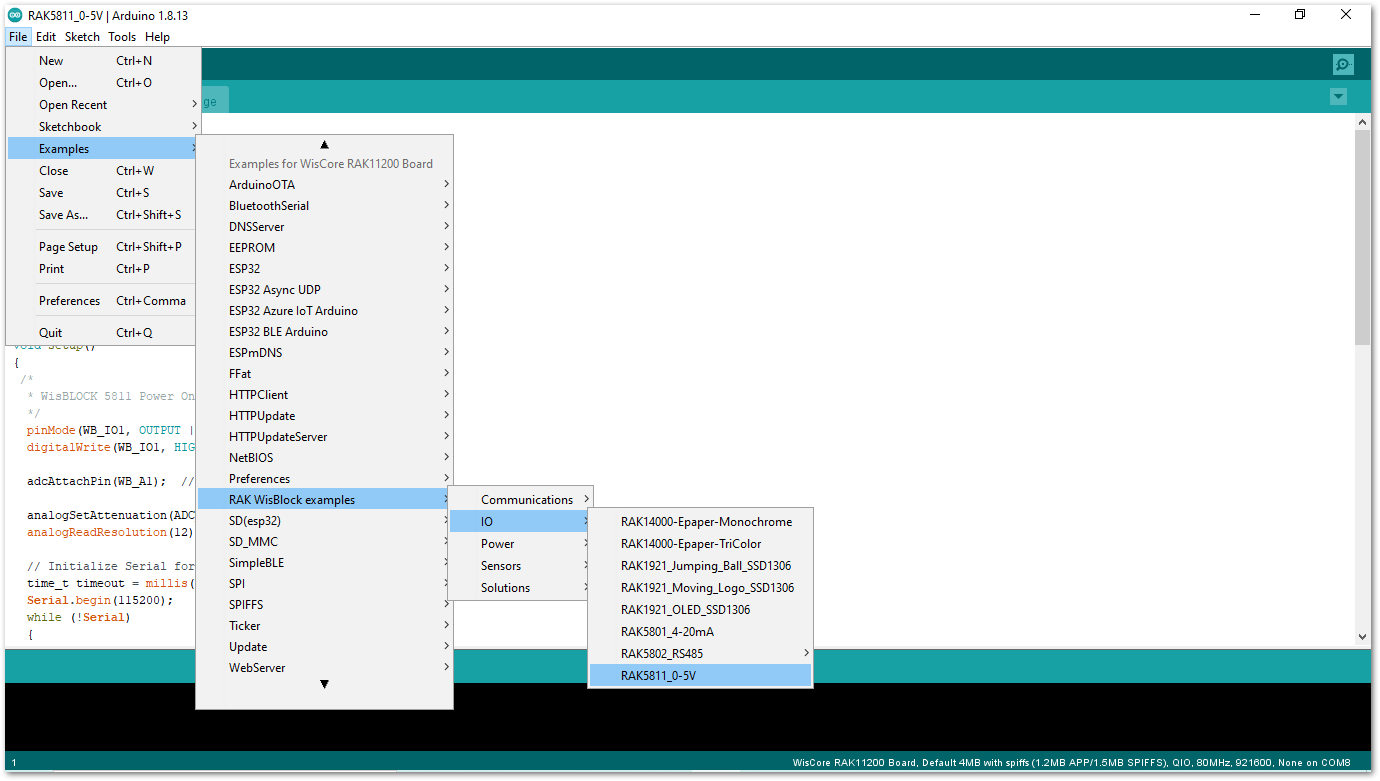 RAK5811_0-5V | Arduino 1.8.13
File Edit Sketch Tools Help
New Ctrl+N
Open... Ctrl+O
Open Recent
Sketchbook
Examples
Close Ctrl+W
Save Ctrl+S
Save As... Ctrl+Shift+S
Page Setup Ctrl+Shift+P
Print Ctrl+P
Preferences Ctrl+Comma
Quit Ctrl+Q
ge
Examples for WisCore RAK11200 Board
ArduinoOTA
BluetoothSerial
DNSServer
EEPROM
ESP32
ESP32 Async UDP
ESP32 Azure IoT Arduino
ESP32 BLE Arduino
ESPmDNS
FFat
HTTPClient
HTTPUpdate
HTTPUpdateServer
NetBIOS
Preferences
RAK WisBlock examples
SD(esp32)
SD_MMC
SimpleBLE
SPI
SPIFFS
Ticker
Update
WebServer
Communications
IO
Power
Sensors
Solutions
RAK14000-Epaper-Monochrome
RAK14000-Epaper-TriColor
RAK1921_Jumping_Ball_SSD1306
RAK1921_Moving_Logo_SSD1306
RAK1921_OLED_SSD1306
RAK5801_4-20mA
RAK5802_RS485
RAK5811_0-5V
void setup()
{
/*
* WisBLOCK 5811 Power On
*/
pinMode(WB_IO1, OUTPUT |
digitalWrite(WB_IO1, HIG
adcAttachPin(WB_A1); //
analogSetAttenuation(ADC
analogReadResolution(12)
// Initialize Serial for
time_t timeout = millis(
Serial.begin(115200);
while (!Serial)
{
1
WisCore RAK11200 Board, Default 4MB with spiffs (1.2MB APP/1.5MB SPIFFS), QIO, 80MHz, 921600, None on COM8